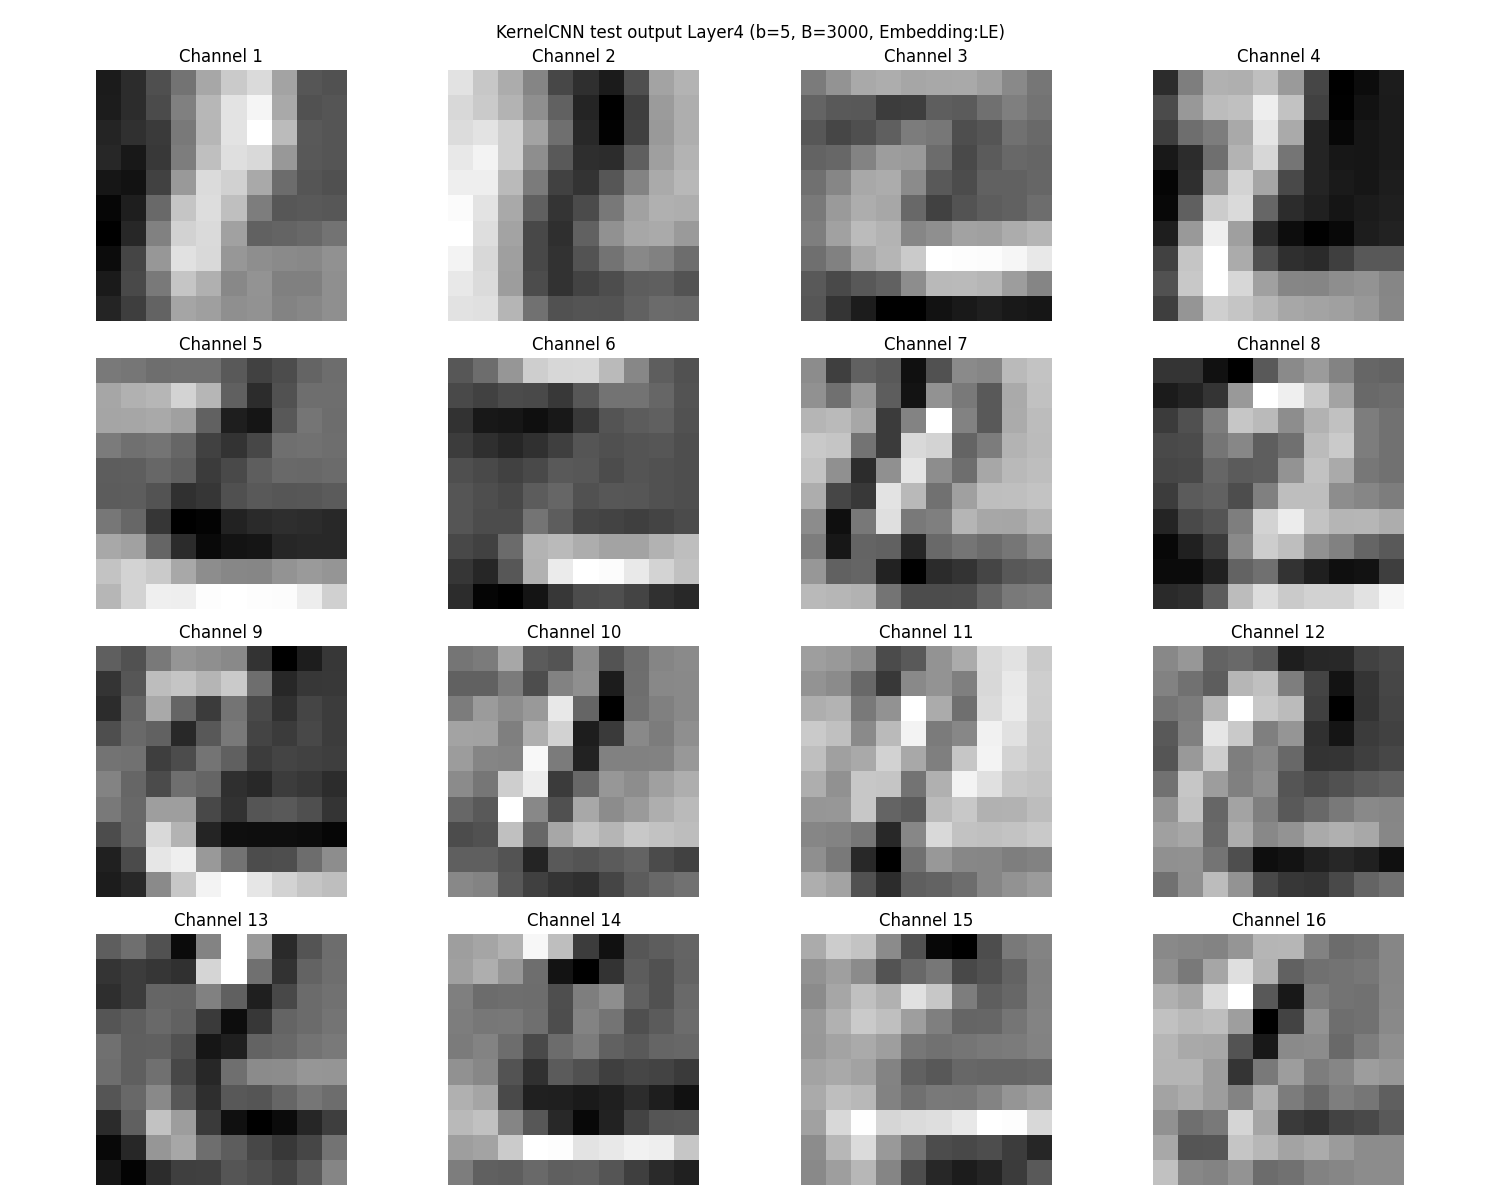 KernelCNN test output Layer4 (b=5, B=3000, Embedding:LE)
Channel 1
Channel 2
Channel 3
Channel 4
Channel 5
Channel 6
Channel 7
Channel 8
Channel 9
Channel 10
Channel 11
Channel 12
Channel 13
Channel 14
Channel 15
Channel 16